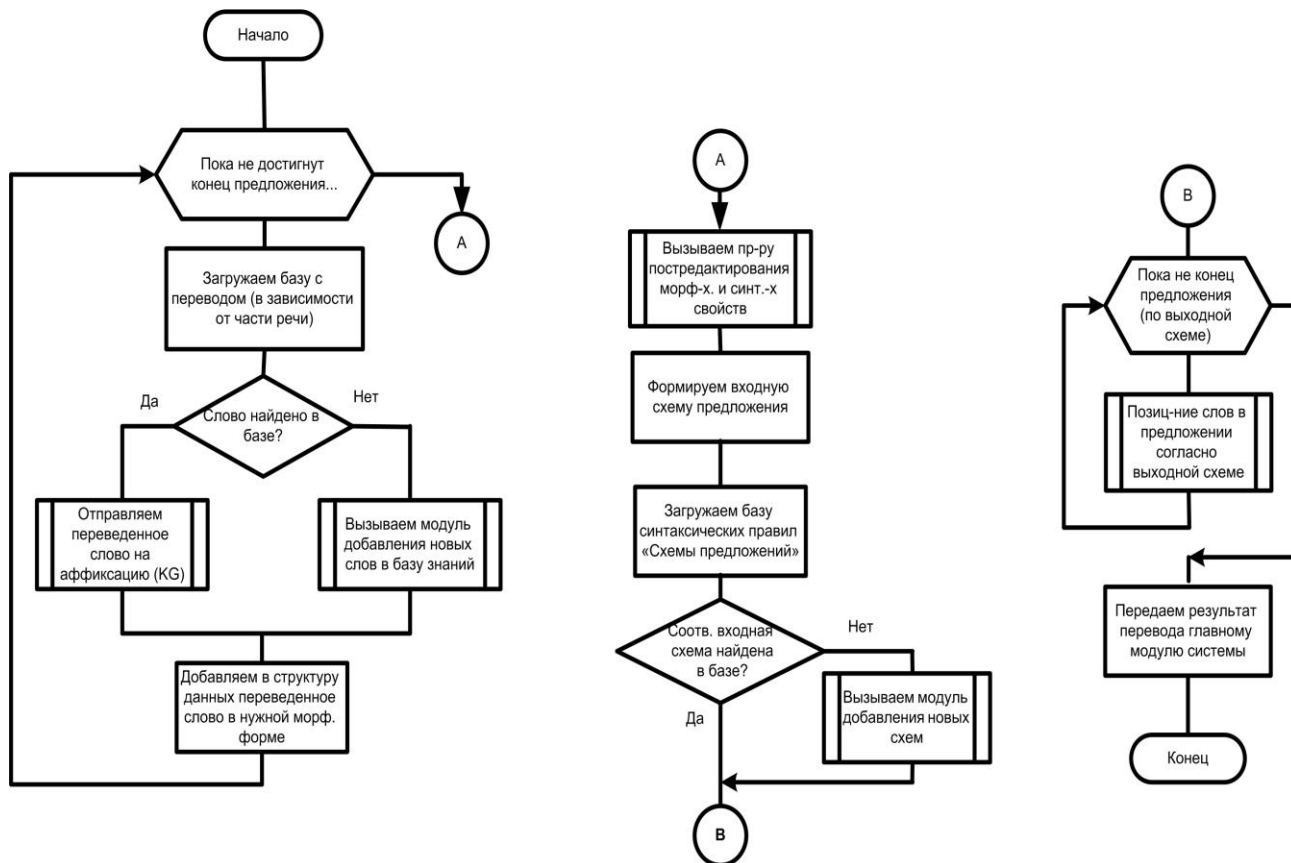 Начало
Пока не достигнут
конец предложения...
А
Загружаем базу с
переводом (в зависимости
от части речи)
Да
Нет
Слово найдено в
базе?
Отправляем
переведенное
слово на
аффиксацию (KG)
Вызываем модуль
добавления новых
слов в базу знаний
Добавляем в структуру
данных переведенное
слово в нужной морф.
форме
А
Вызываем пр-ру
постредактирования
морф-х. и синт.-х
свойств
Формируем входную
схему предложения
Загружаем базу
синтаксических правил
«Схемы предложений»
Соотв. входная
схема найдена
в базе?
Нет
Да
Вызываем модуль
добавления новых
схем
В
В
Пока не конец
предложения
(по выходной
схеме)
Позиц-ние слов в
предложении
согласно
выходной схеме
Передаем результат
перевода главному
модулю системы
Конец